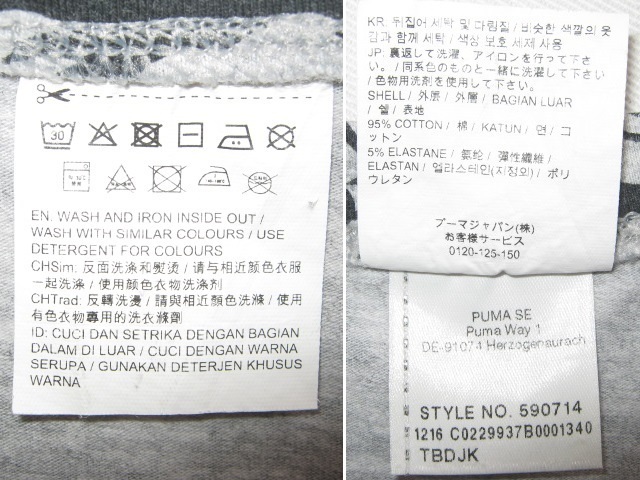 30
EN. WASH AND IRON INSIDE OUT /
WASH WITH SIMILAR COLOURS / USE
DETERGENT FOR COLOURS
CHSim: 反面洗涤和熨烫 / 请与相近颜色衣服
一起洗涤 / 使用颜色衣物洗涤剂
CHTrad: 反轉洗燙 / 請與相近顏色洗滌 / 使用
有色衣物專用的洗衣滌劑
ID: CUCI DAN SETRIKA DENGAN BAGIAN
DALAM DI LUAR / CUCI DENGAN WARNA
SERUPA / GUNAKAN DETERJEN KHUSUS
WARNA
KR. 뒤집어 세탁 및 다림질 / 비슷한 색깔의 옷
감과 함께 세탁 / 색상 보호 세제 사용
JP: 裏返して洗濯、アイロンを行って下さ
い。/ 同系色のものと一緒に洗濯して下さい
/ 色物用洗剤を使用して下さい。
SHELL / 外层 / 外層 / BAGIAN LUAR
/ 쉘 / 表地
95% COTTON / 棉 / KATUN / 면 / コ
ットン
5% ELASTANE / 氨纶 / 彈性纖維 /
ELASTAN / 엘라스테인(지정외) / ポリ
ウレタン
プーマジャパン(株)
お客様サービス
0120-125-150
PUMA SE
Puma Way 1
DE-91074 Herzogenaurach
STYLE NO. 590714
1216 C0229937B0001340
TBDJK